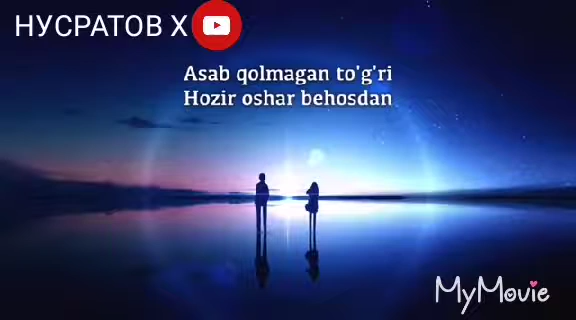 НУСРАТОВ Х
Asab qolmagan to'g'ri
Hozir oshar behosdan
MyMovie